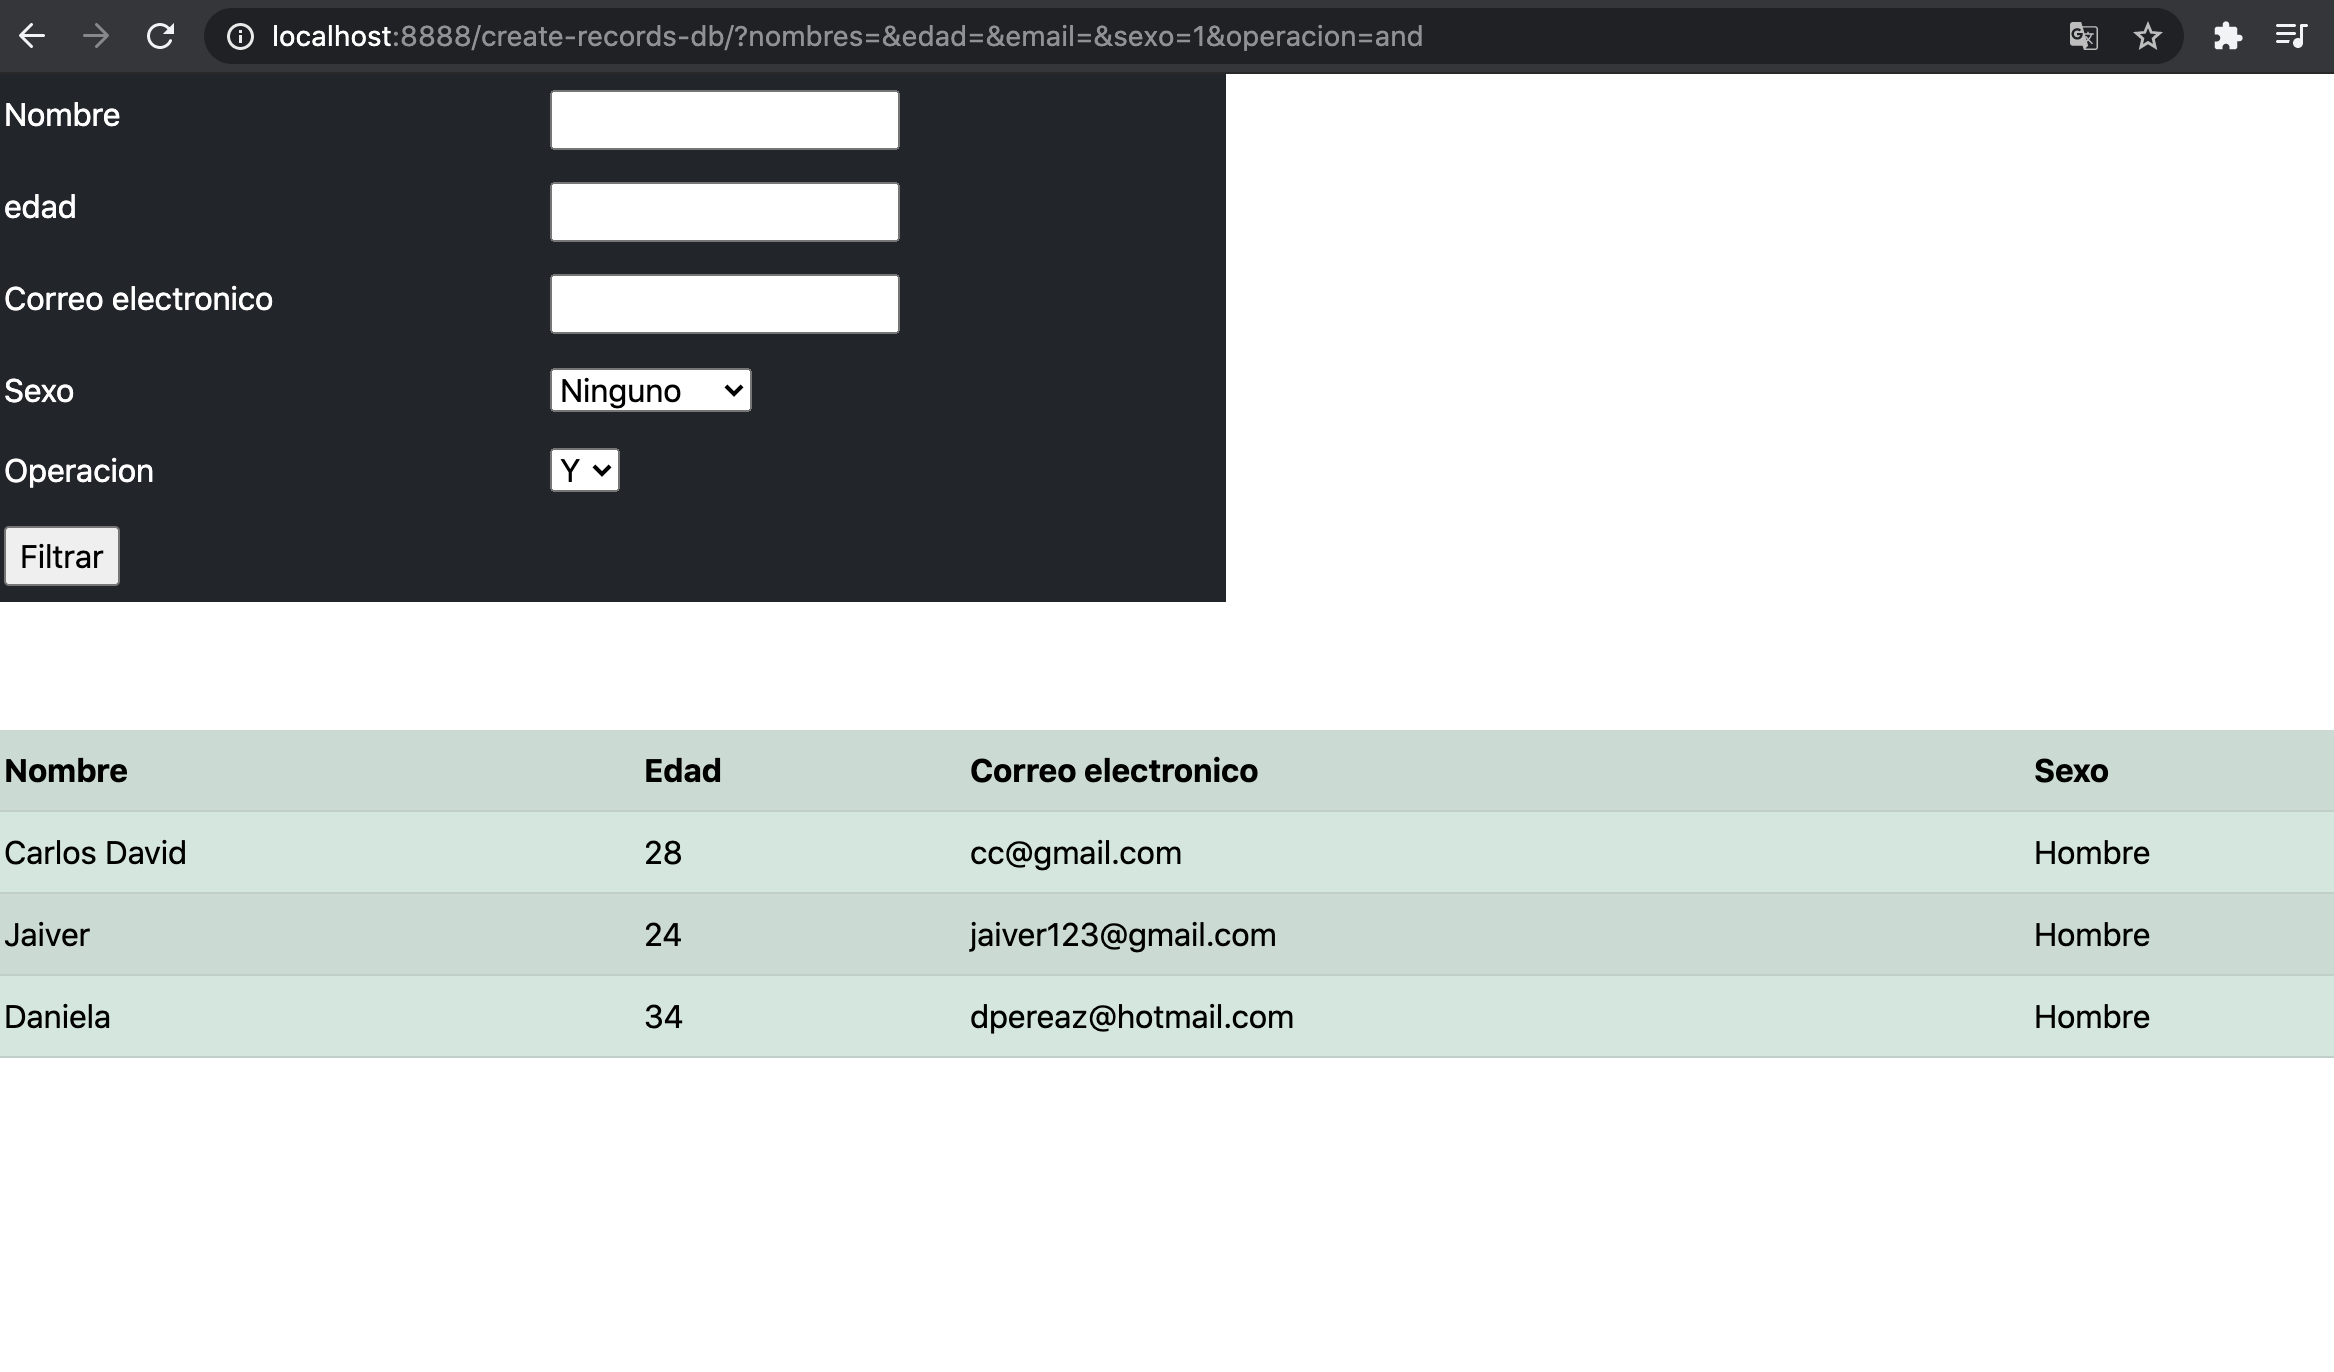 localhost:8888/create-records-db/?nombres=&edad=&email=&sexo=1&operacion=and
Nombre
edad
Correo electronico
Sexo Ninguno
Operacion Y
Filtrar
Nombre Edad Correo electronico Sexo
Carlos David 28 cc@gmail.com Hombre
Jaiver 24 jaiver123@gmail.com Hombre
Daniela 34 dpereaz@hotmail.com Hombre